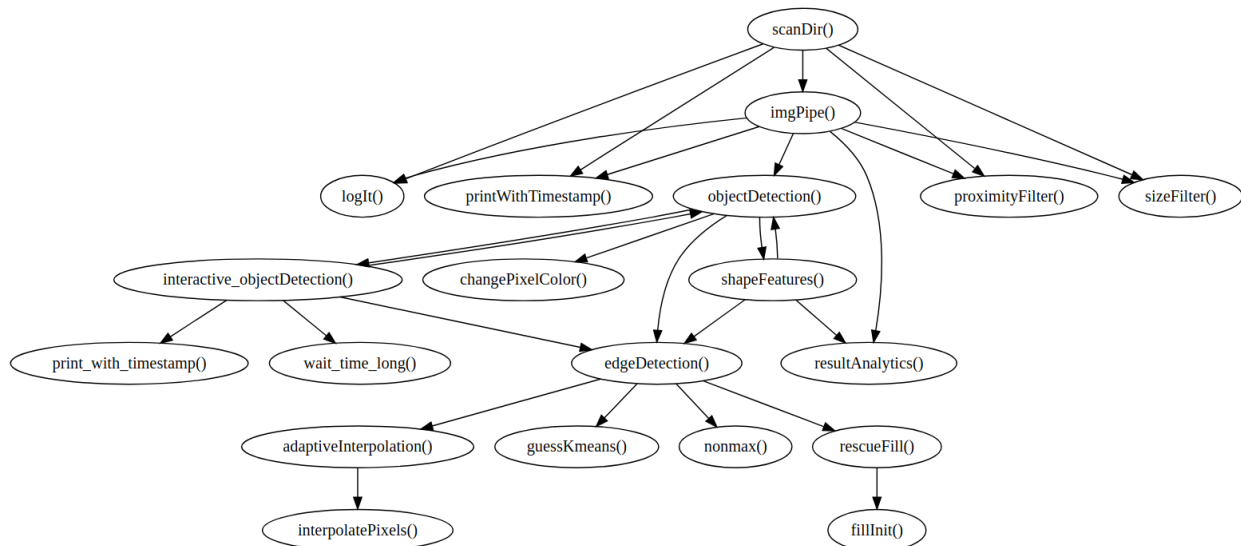 scanDir()
imgPipe()
logIt()
printWithTimestamp()
objectDetection()
proximityFilter()
sizeFilter()
interactive_objectDetection()
changePixelColor()
shapeFeatures()
print_with_timestamp()
wait_time_long()
edgeDetection()
resultAnalytics()
adaptiveInterpolation()
guessKmeans()
nonmax()
rescueFill()
interpolatePixels()
fillInit()